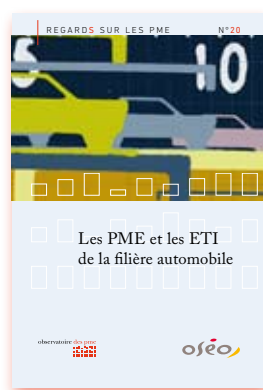 REGARDS SUR LES PME N°20
5 10
Les PME et les ETI
de la filière automobile
observatoire des pme
oséo